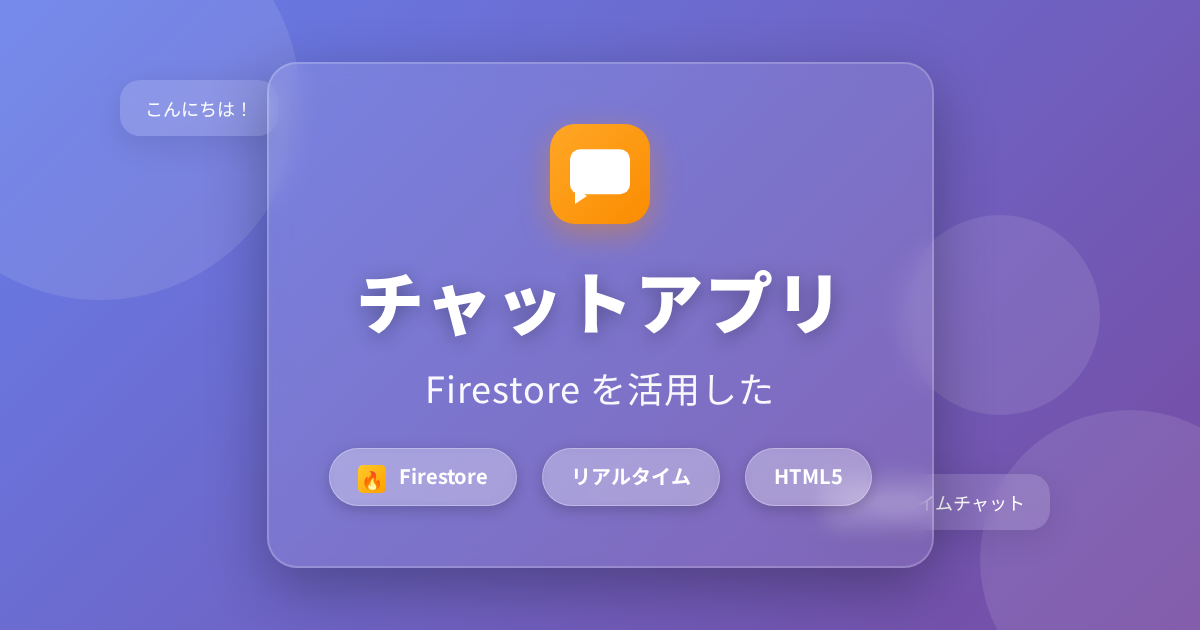 こんにちは！
チャットアプリ
Firestore を活用した
Firestore
リアルタイム
HTML5
イムチャット